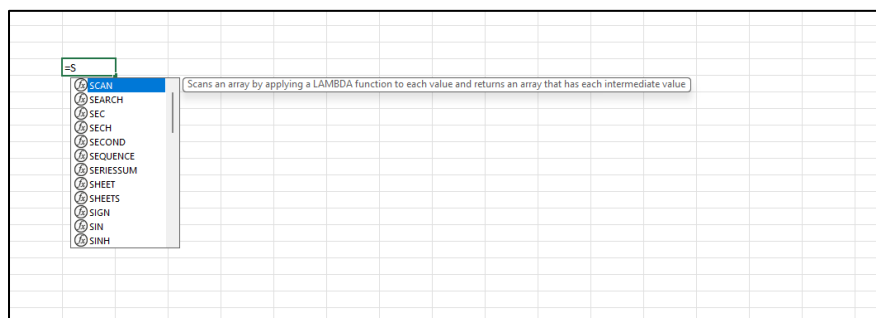 =S
SCAN
Scans an array by applying a LAMBDA function to each value and returns an array that has each intermediate value
SEARCH
SEC
SECH
SECOND
SEQUENCE
SERIESSUM
SHEET
SHEETS
SIGN
SIN
SINH